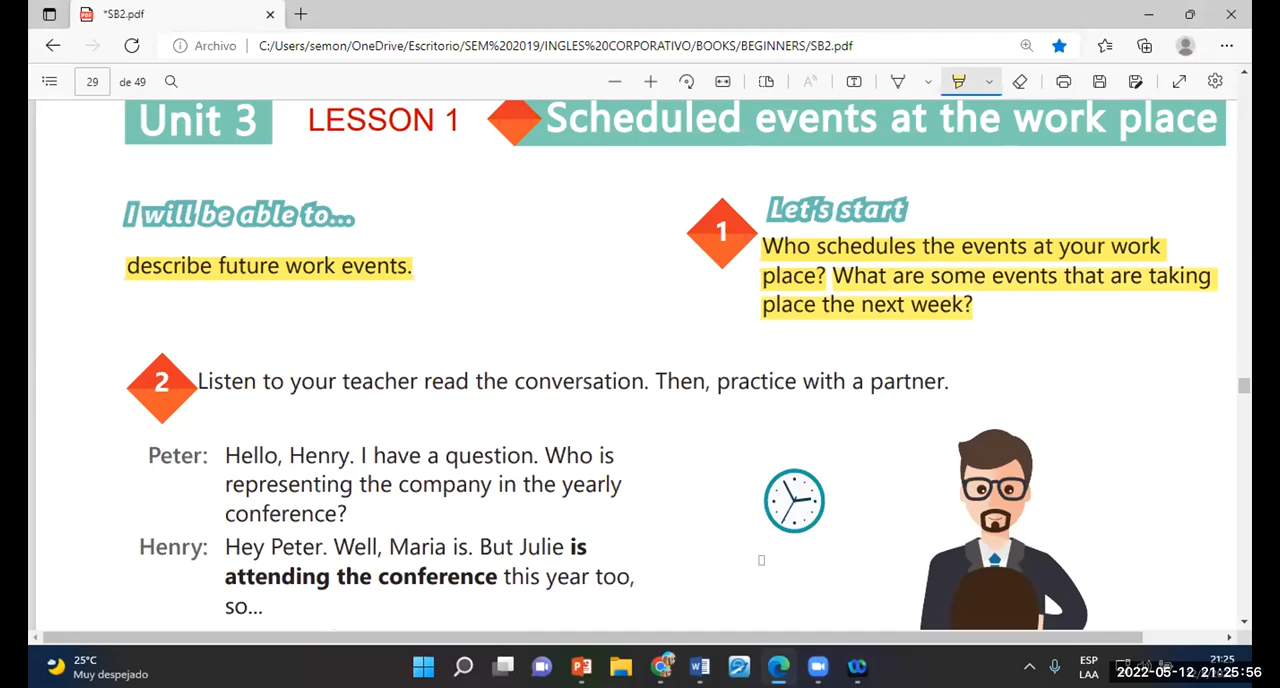 *SB2.pdf
Archivo
C:/Users/semon/OneDrive/Escritorio/SEM%202019/INGLES%20CORPORATIVO/BOOKS/BEGINNERS/SB2.pdf
29 de 49
Unit 3 LESSON 1 Scheduled events at the work place
I will be able to...
describe future work events.
1
Let's start
Who schedules the events at your work
place? What are some events that are taking
place the next week?
2 Listen to your teacher read the conversation. Then, practice with a partner.
Peter: Hello, Henry. I have a question. Who is
representing the company in the yearly
conference?
Henry: Hey Peter. Well, Maria is. But Julie is
attending the conference this year too,
so...
25°C
Muy despejado
ESP
LAA
21:25
2022-05-12 21:25:56